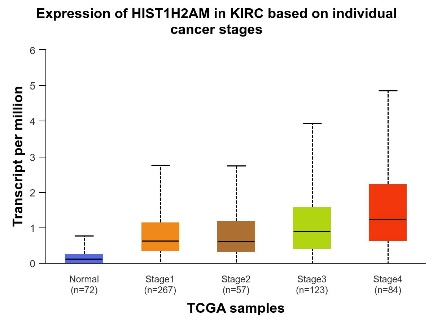 Expression of HIST1H2AM in KIRC based on individual
cancer stages
Transcript per million
6
5
4
3
2
1
0
Normal
(n=72)
Stage1
(n=267)
Stage2
(n=57)
Stage3
(n=123)
Stage4
(n=84)
TCGA samples